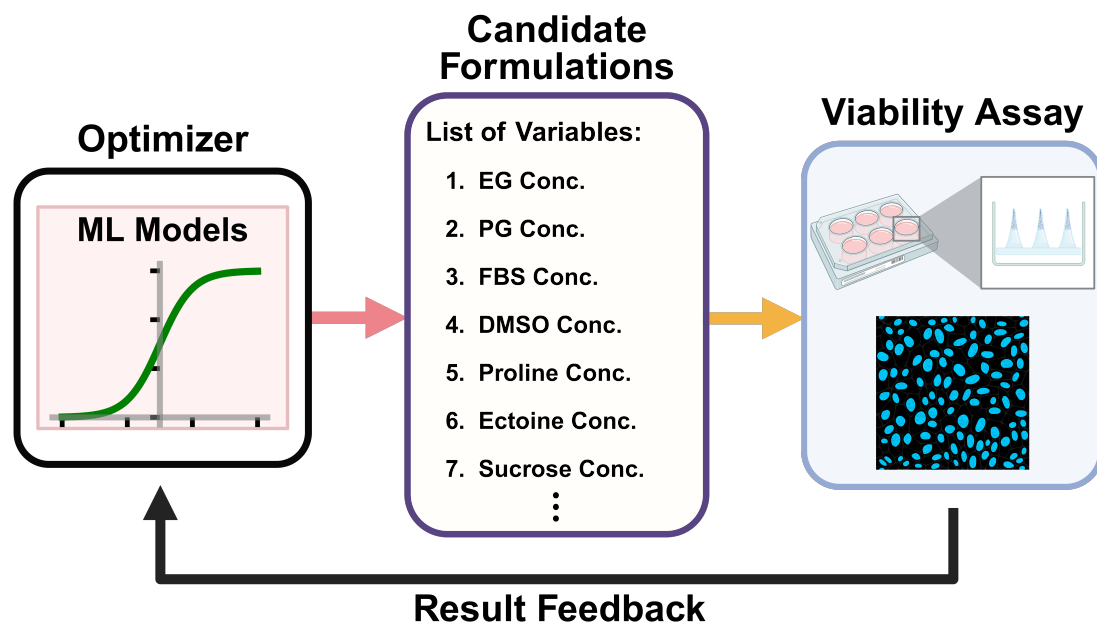 Candidate
Formulations
Viability Assay
Optimizer
List of Variables:
ML Models
1. EG Conc.
2. PG Conc.
3. FBS Conc.
4. DMSO Conc.
5. Proline Conc.
6. Ectoine Conc.
7. Sucrose Conc.
Result Feedback